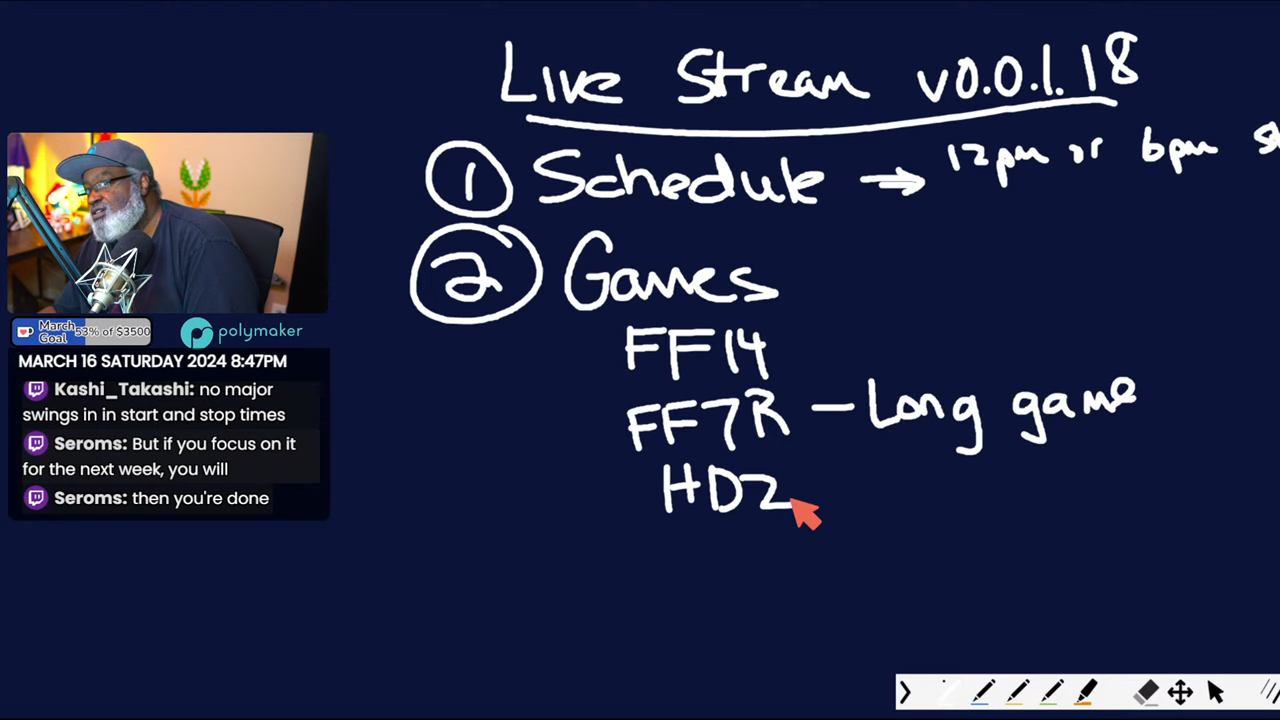 Live Stream v0.0.1.18
1 Schedule → 12pm or 6pm
2 Games
FF14
FF7R – Long game
HD2
March Goal
53% of $3500
polymaker
MARCH 16 SATURDAY 2024 8:47PM
Kashi_Takashi: no major
swings in in start and stop times
Seroms: But if you focus on it
for the next week, you will
Seroms: then you're done